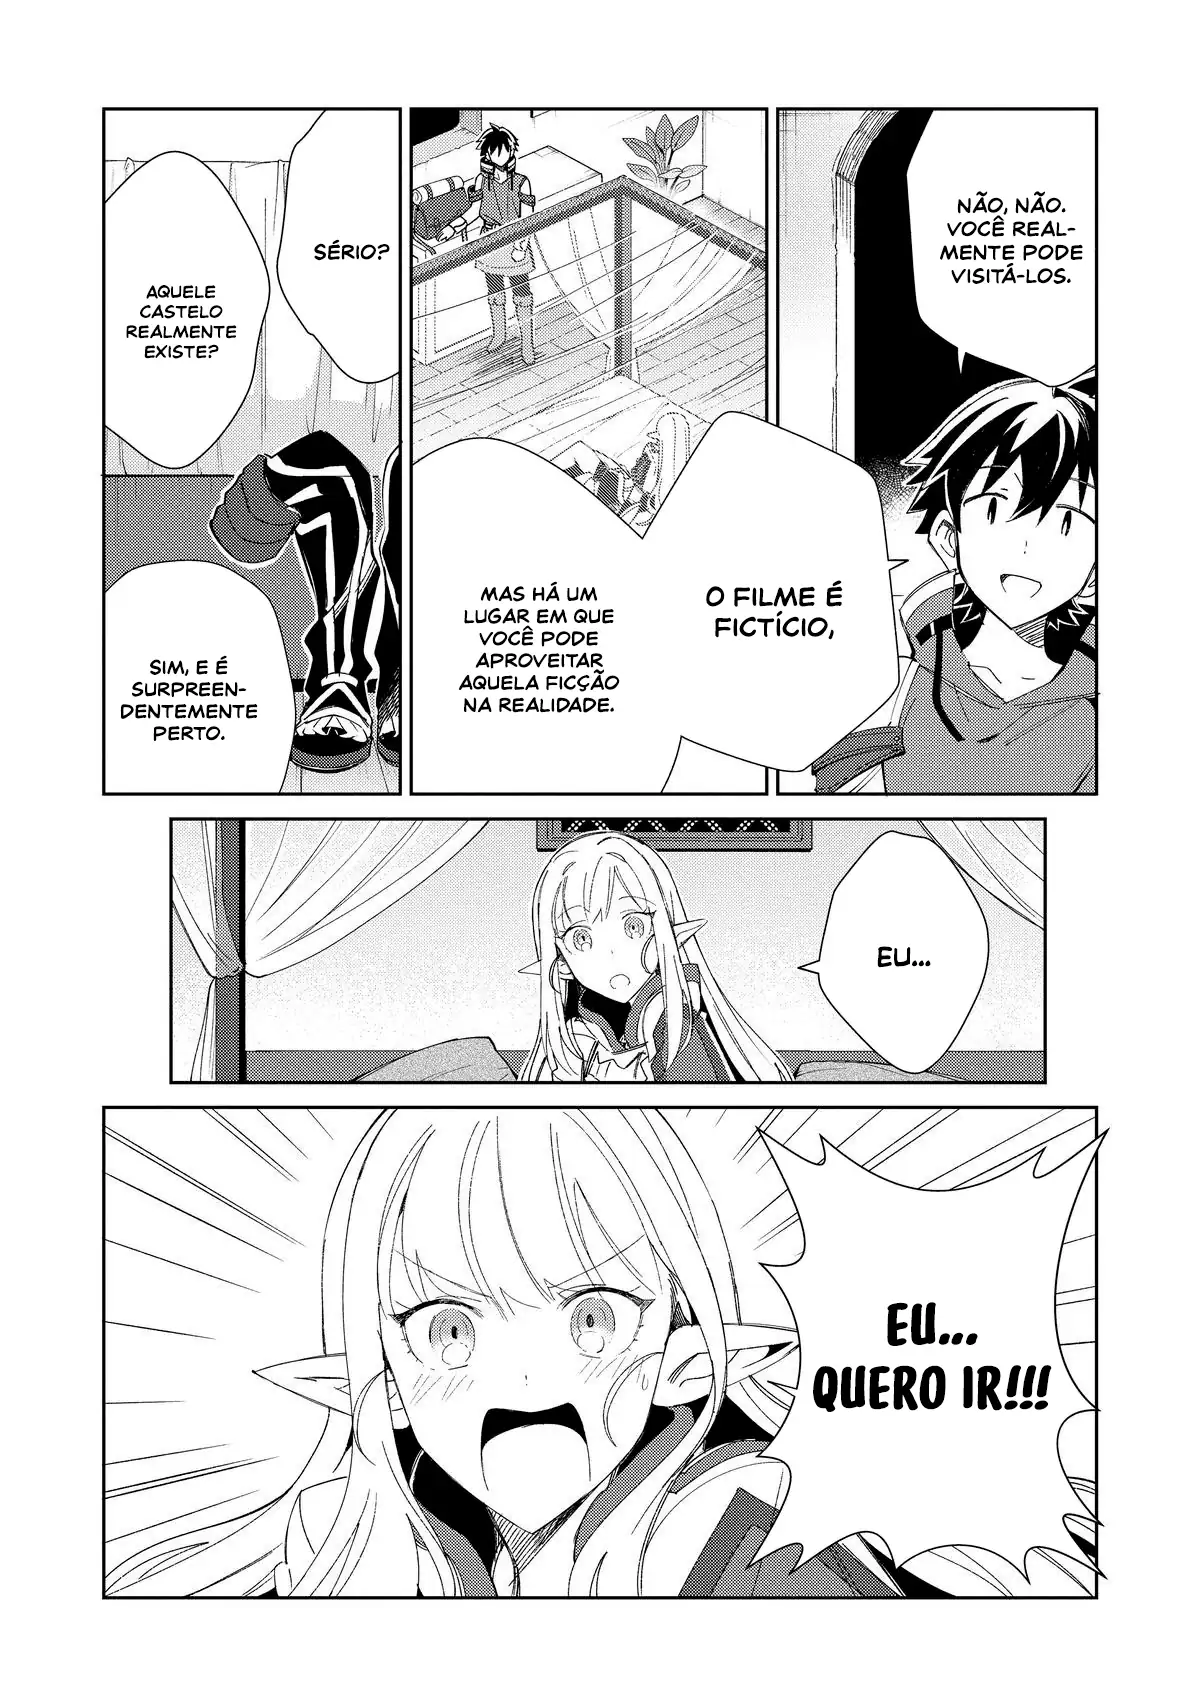 NÃO, NÃO.
VOCÊ REAL-
MENTE PODE
VISITÁ-LOS.
O FILME É
FICTÍCIO,
MAS HÁ UM
LUGAR EM QUE
VOCÊ PODE
APROVEITAR
AQUELA FICÇÃO
NA REALIDADE.
SÉRIO?
AQUELE
CASTELO
REALMENTE
EXISTE?
SIM, E É
SURPREEN-
DENTEMENTE
PERTO.
EU...
EU...
QUERO IR!!!